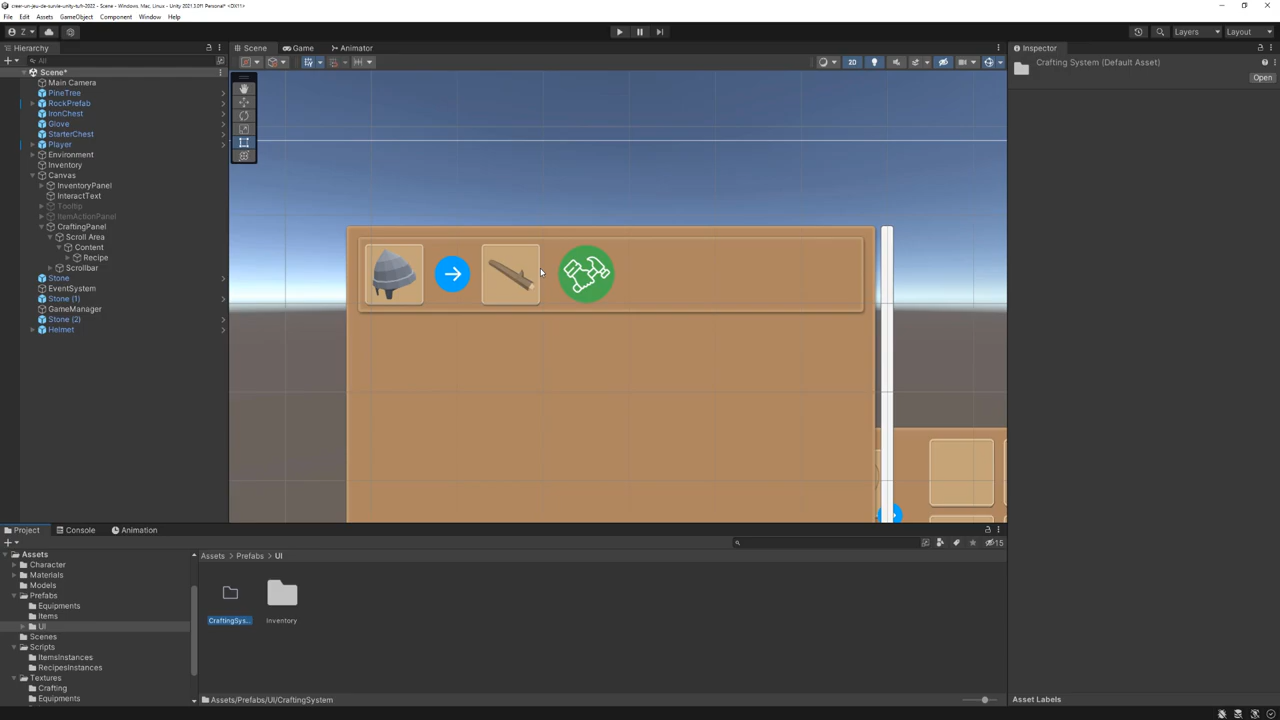 creer-un-jeu-de-survie-unity-tufr-2022 - Scene - Windows, Mac, Linux - Unity 2021.3.0f1 Personal* <DX11>
File Edit Assets GameObject Component Window Help
Z Layers Layout
Hierarchy Scene Game Animator Inspector
All 2D
Crafting System (Default Asset)
Open
Scene*
Main Camera
PineTree
RockPrefab
IronChest
Glove
StarterChest
Player
Environment
Inventory
Canvas
InventoryPanel
InteractText
Tooltip
ItemActionPanel
CraftingPanel
Scroll Area
Content
Recipe
Scrollbar
Stone
EventSystem
Stone (1)
GameManager
Stone (2)
Helmet
Project Console Animation
15
Assets
Character
Materials
Models
Prefabs
Equipments
Items
UI
Scenes
Scripts
ItemsInstances
RecipesInstances
Textures
Crafting
Equipments
Assets > Prefabs > UI
CraftingSys...
Inventory
Assets/Prefabs/UI/CraftingSystem
Asset Labels